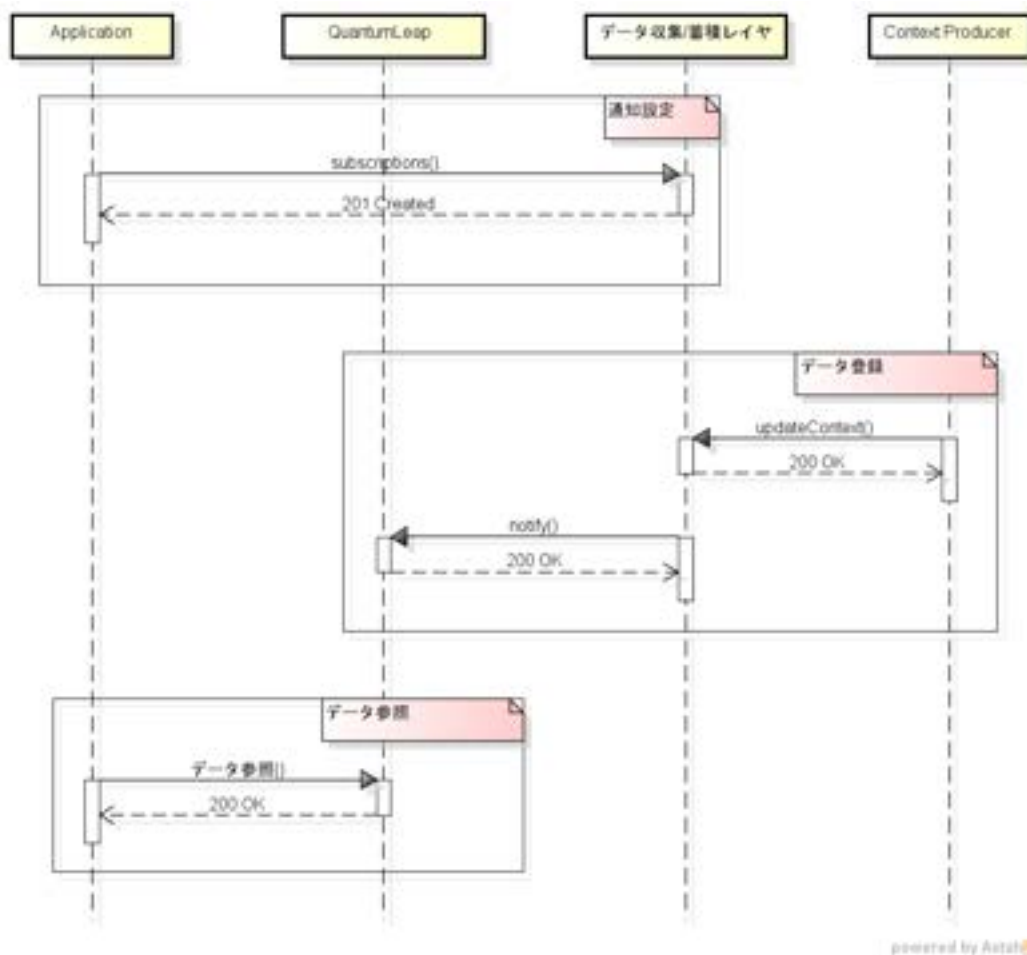 Application
QuantumLeap
データ収集/蓄積レイヤ
Context Producer
通知設定
subscriptions()
201 Created
データ登録
updateContext()
200 OK
notify()
200 OK
データ参照
データ参照()
200 OK
powered by Astah